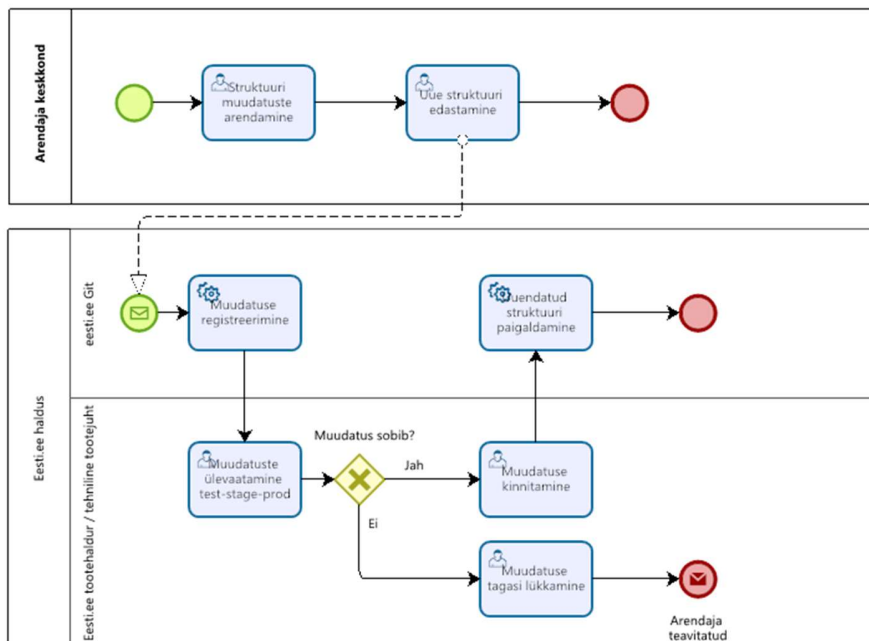 Arendaja keskkond
Struktuuri
muudatuste
arendamine
Uue struktuuri
edastamine
Eesti.ee haldus
eesti.ee Git
Muudatuse
registreerimine
Uuendatud
struktuuri
paigaldamine
Eesti.ee tootehaldur / tehniline tootejuht
Muudatuste
ülevaatamine
test-stage-prod
Muudatus sobib?
Jah
Ei
Muudatuse
kinnitamine
Muudatuse
tagasi lükkamine
Arendaja
teavitatud